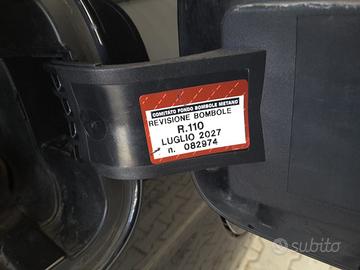 COMITATO FONDO BOMBOLE METANO
REVISIONE BOMBOLE
R.110
LUGLIO 2027
n. 082974
subito